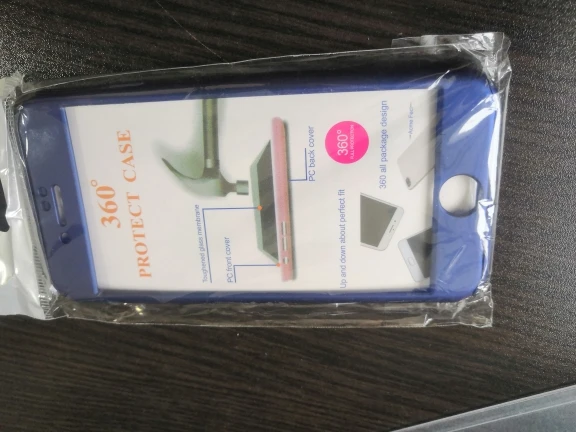 360°
PROTECT CASE
Toughened glass membrane
PC front cover
PC back cover
360°
Up and down about perfect fit
360 all package design